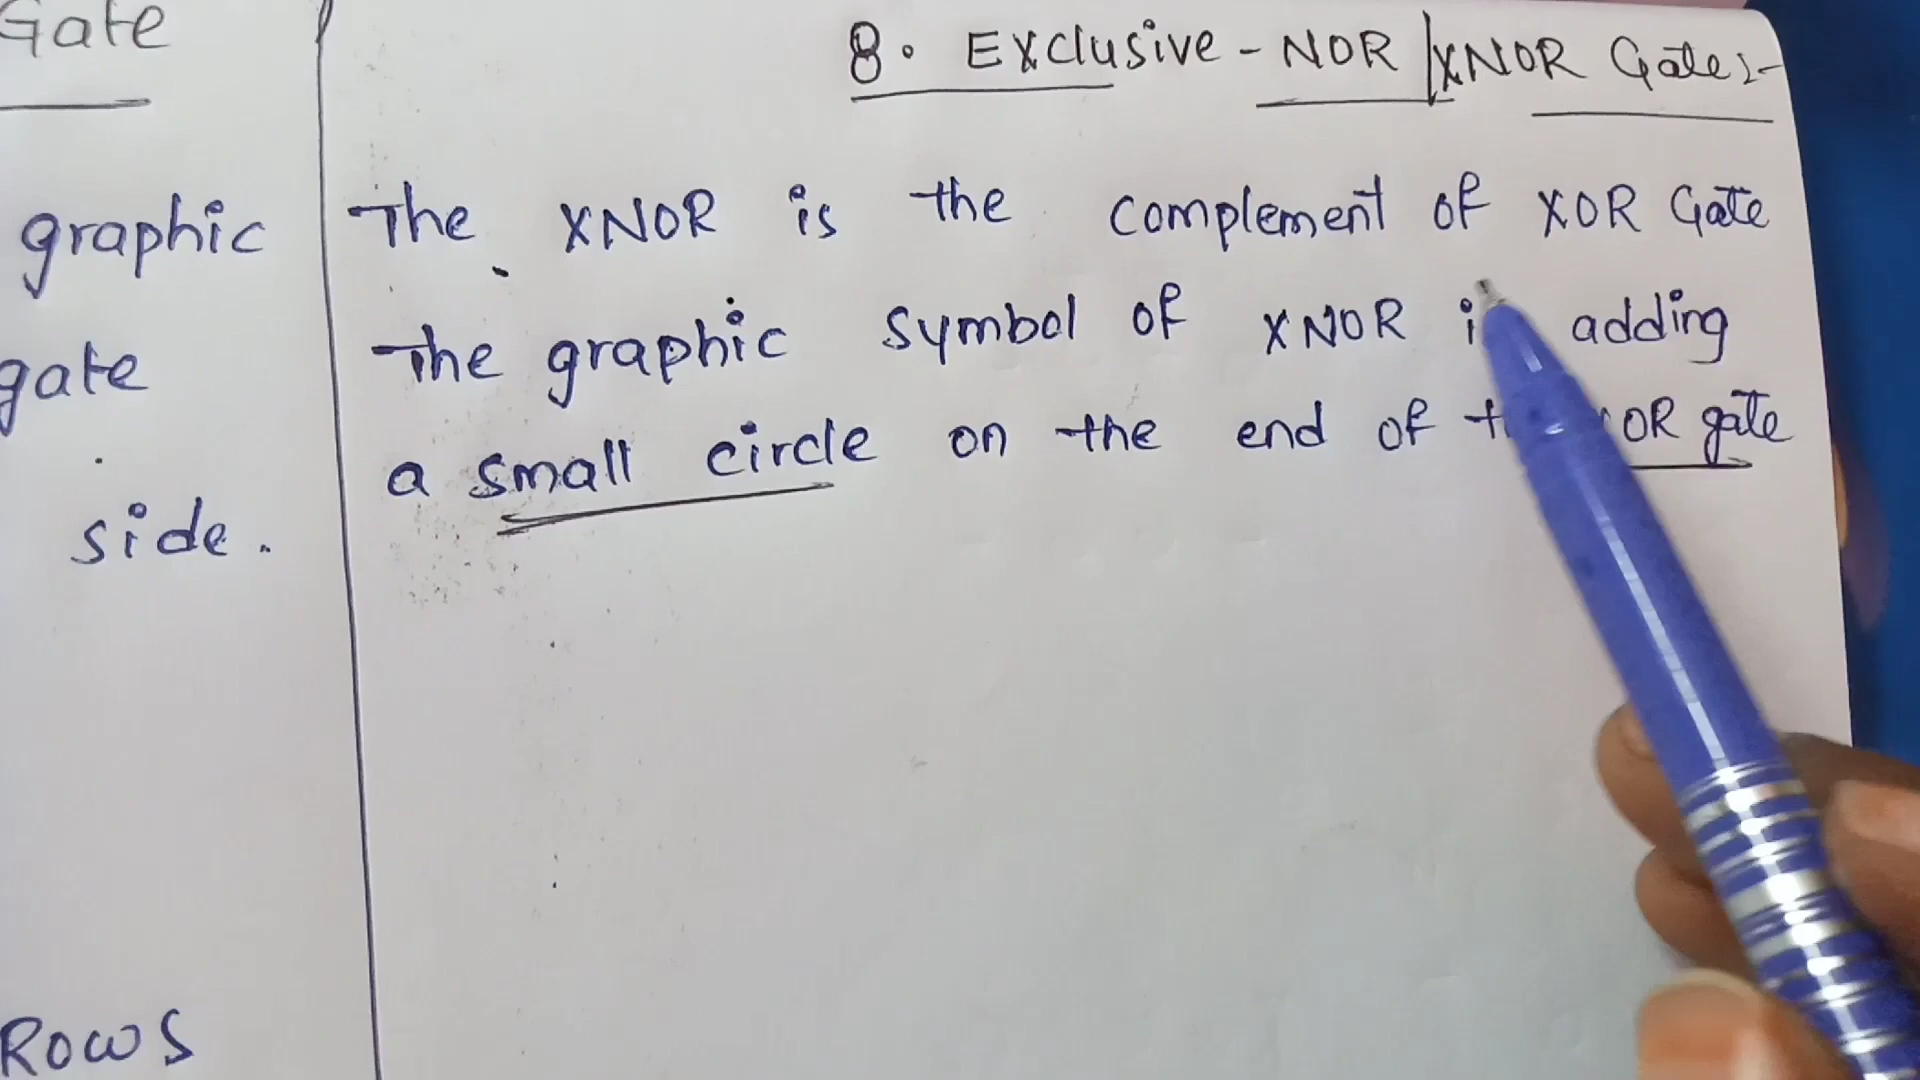 Gate
graphic
gate
side.
Rows
8. Exclusive-NOR|XNOR Gate:-
The XNOR is the complement of XOR Gate
The graphic symbol of XNOR adding
a small circle on the end of OR gate